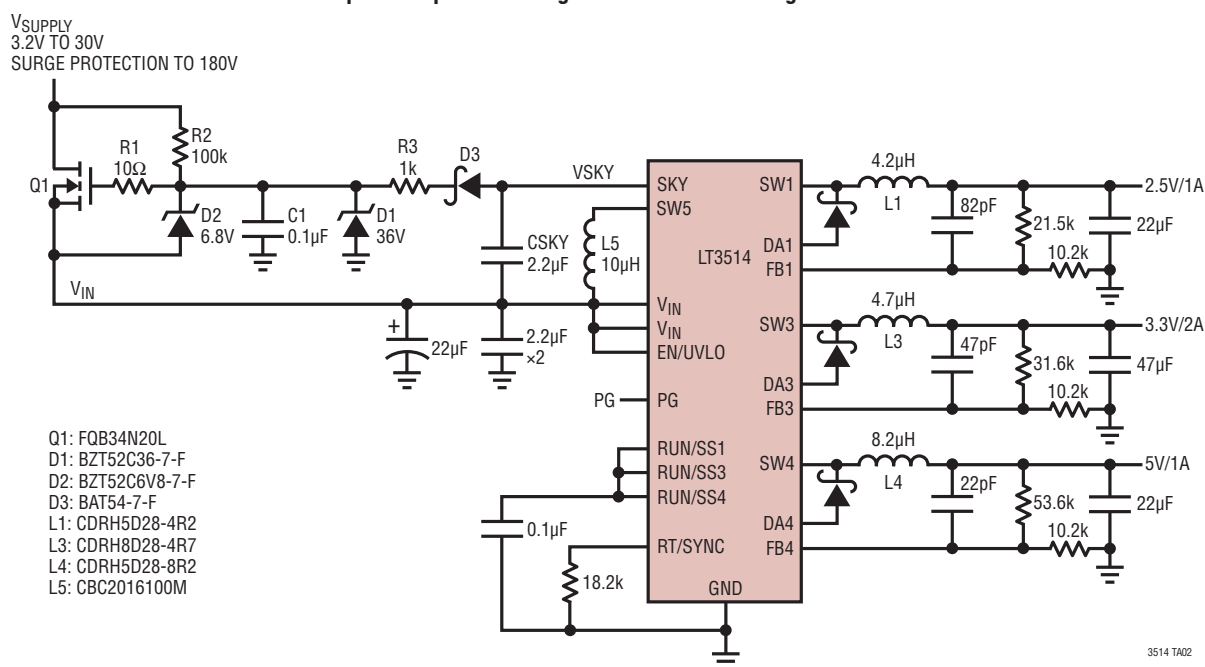 VSUPPLY
3.2V TO 30V
SURGE PROTECTION TO 180V
R1
10Ω
R2
100k
Q1
D2
6.8V
C1
0.1µF
D1
36V
R3
1k
D3
VSKY
CSKY
2.2µF
L5
10µH
VIN
+
22µF
2.2µF
×2
PG
SKY
SW5
VIN
VIN
EN/UVLO
PG
RUN/SS1
RUN/SS3
RUN/SS4
RT/SYNC
GND
LT3514
SW1
DA1
FB1
SW3
DA3
FB3
SW4
DA4
FB4
0.1µF
18.2k
4.2µH
L1
82pF
21.5k
10.2k
22µF
2.5V/1A
4.7µH
L3
47pF
31.6k
10.2k
47µF
3.3V/2A
8.2µH
L4
22pF
53.6k
10.2k
22µF
5V/1A
Q1: FQB34N20L
D1: BZT52C36-7-F
D2: BZT52C6V8-7-F
D3: BAT54-7-F
L1: CDRH5D28-4R2
L3: CDRH8D28-4R7
L4: CDRH5D28-8R2
L5: CBC2016100M
3514 TA02